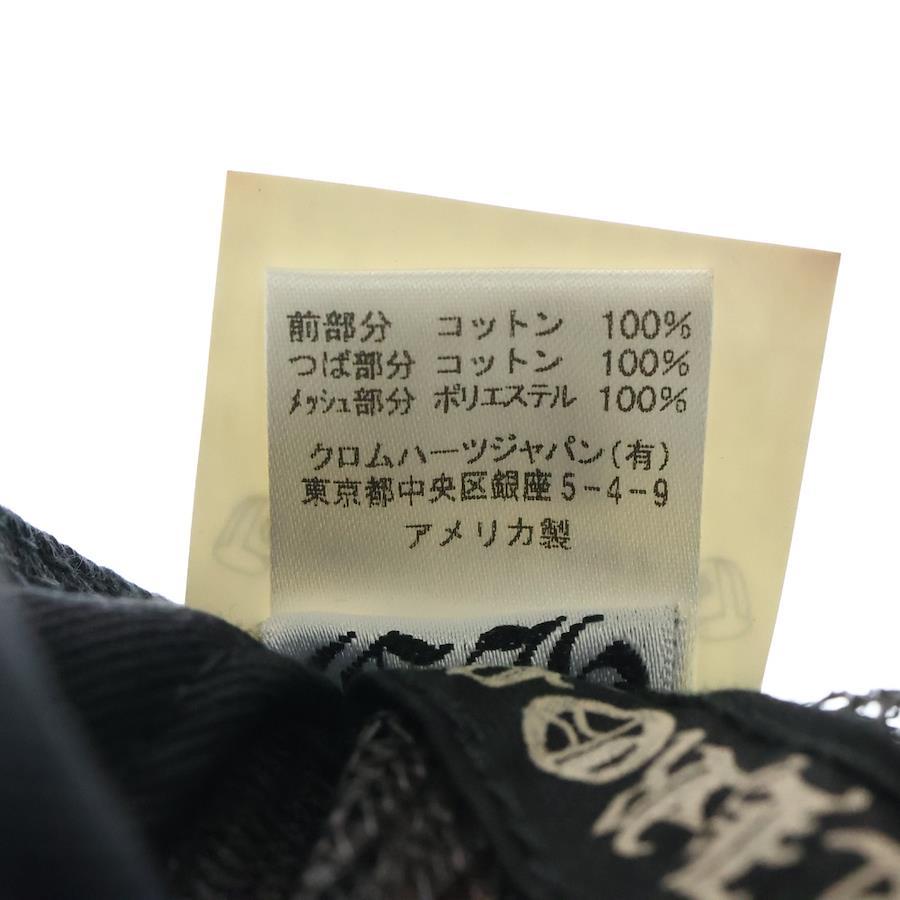 前部分 コットン 100%
つば部分 コットン 100%
メッシュ部分 ポリエステル 100%
クロムハーツジャパン(有)
東京都中央区銀座5-4-9
アメリカ製